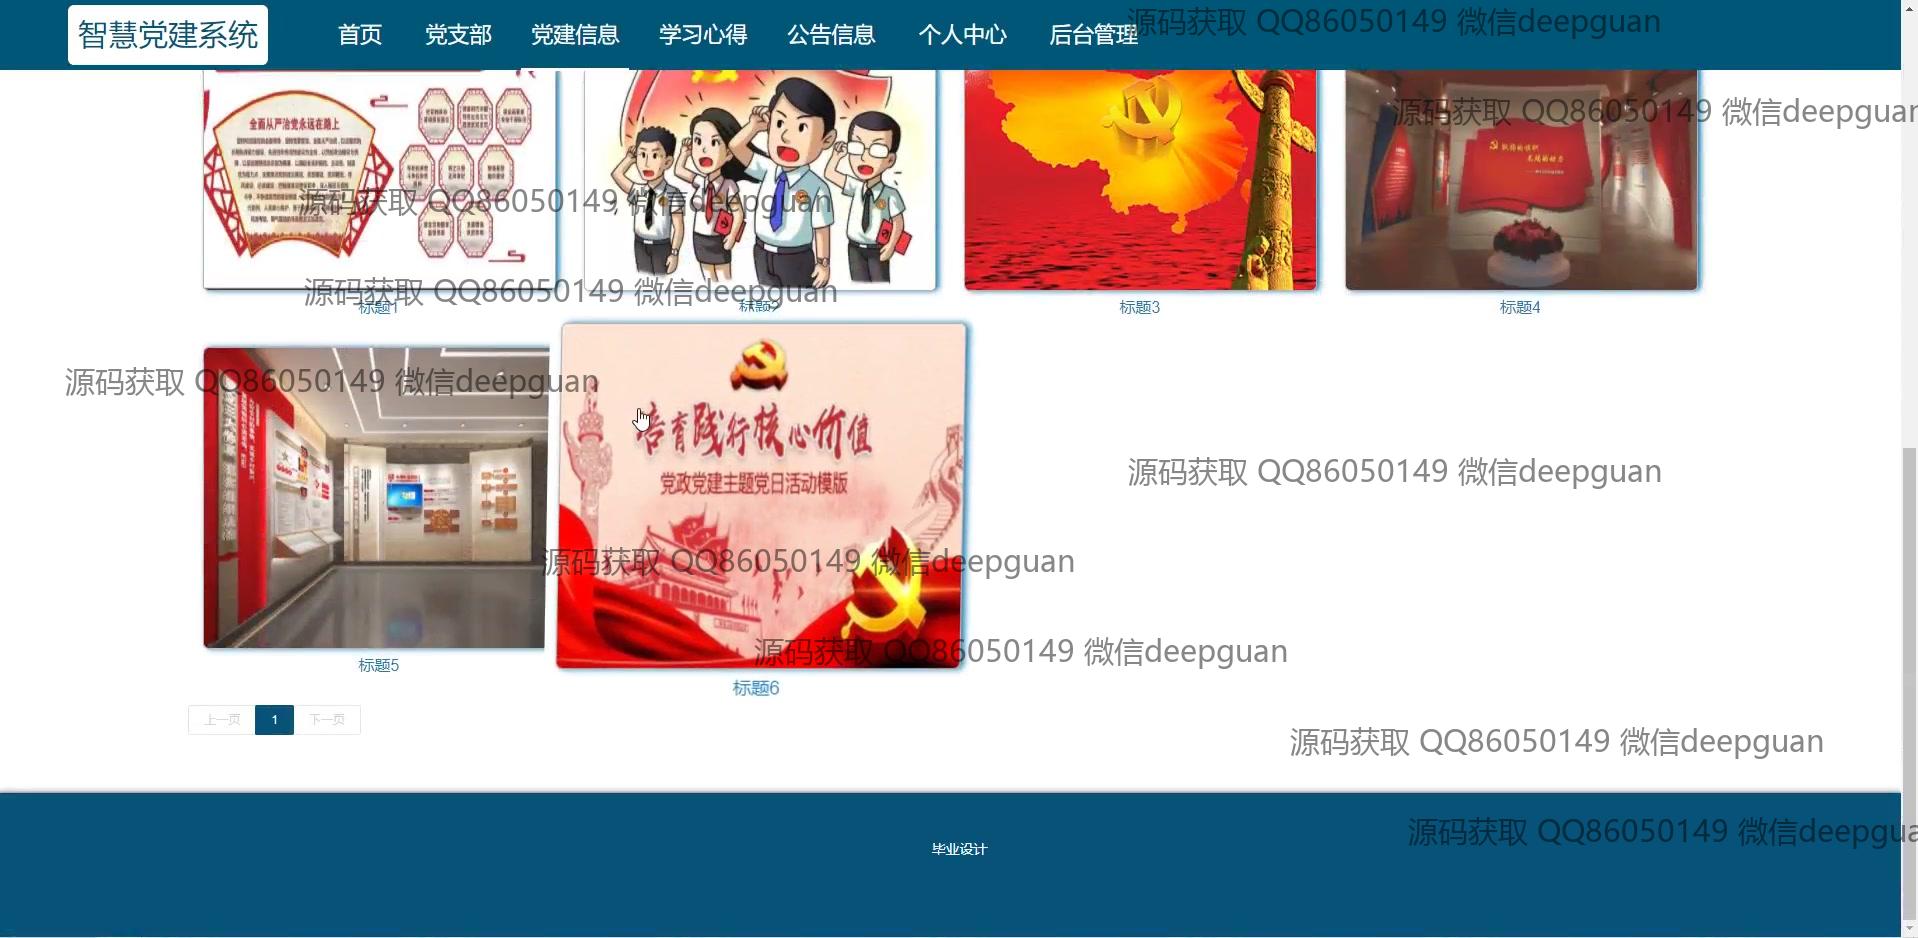 智慧党建系统
首页 党支部 党建信息 学习心得 公告信息 个人中心 后台管理
源码获取 QQ86050149 微信deepguan
源码获取 QQ86050149 微信deepguan
全面从严治党永远在路上
源码获取 QQ86050149 微信deepguan
源码获取 QQ86050149 微信deepguan
标题1
标题2
标题3
标题4
源码获取 QQ86050149 微信deepguan
培育践行核心价值
党政党建主题党日活动模版
源码获取 QQ86050149 微信deepguan
源码获取 QQ86050149 微信deepguan
源码获取 QQ86050149 微信deepguan
标题5
标题6
上一页 1 下一页
源码获取 QQ86050149 微信deepguan
源码获取 QQ86050149 微信deepgua
毕业设计